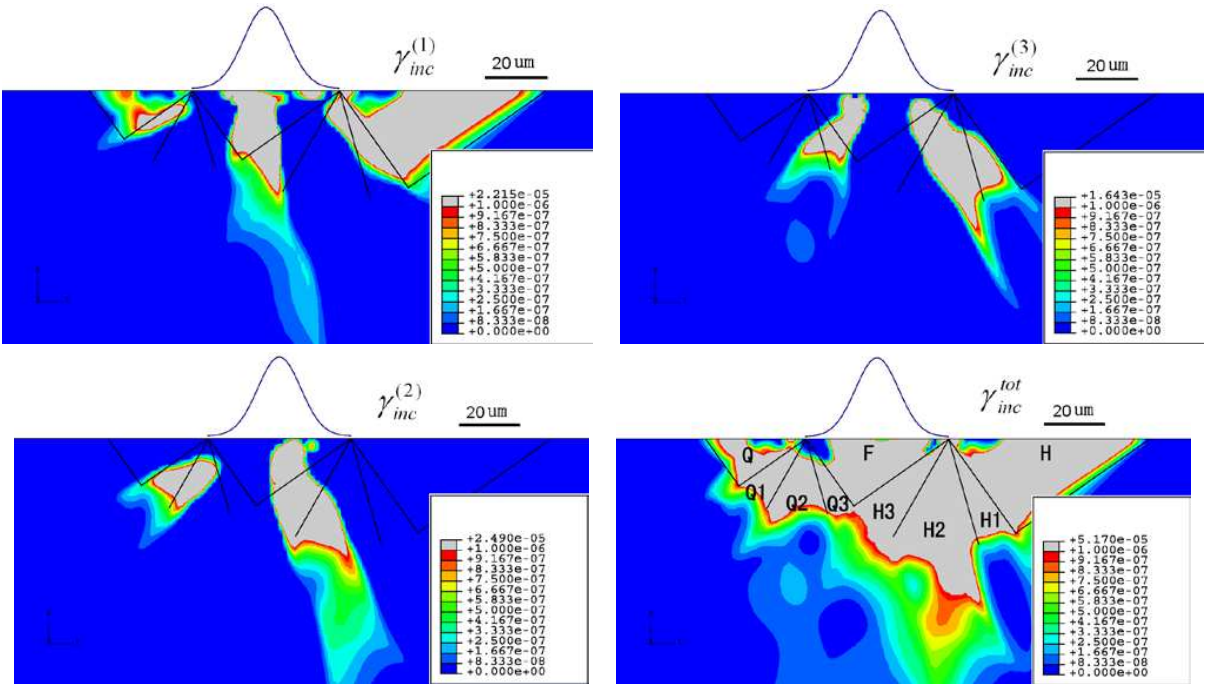 γ_inc^(1)
20 um
+2.215e-05
+1.000e-06
+9.167e-07
+8.333e-07
+7.500e-07
+6.667e-07
+5.833e-07
+5.000e-07
+4.167e-07
+3.333e-07
+2.500e-07
+1.667e-07
+8.333e-08
+0.000e+00
γ_inc^(3)
20 um
+1.643e-05
+1.000e-06
+9.167e-07
+8.333e-07
+7.500e-07
+6.667e-07
+5.833e-07
+5.000e-07
+4.167e-07
+3.333e-07
+2.500e-07
+1.667e-07
+8.333e-08
+0.000e+00
γ_inc^(2)
20 um
+2.490e-05
+1.000e-06
+9.167e-07
+8.333e-07
+7.500e-07
+6.667e-07
+5.833e-07
+5.000e-07
+4.167e-07
+3.333e-07
+2.500e-07
+1.667e-07
+8.333e-08
+0.000e+00
γ_inc^tot
20 um
Q F H
Q1 Q2 Q3 H3 H2 H1
+5.170e-05
+1.000e-06
+9.167e-07
+8.333e-07
+7.500e-07
+6.667e-07
+5.833e-07
+5.000e-07
+4.167e-07
+3.333e-07
+2.500e-07
+1.667e-07
+8.333e-08
+0.000e+00